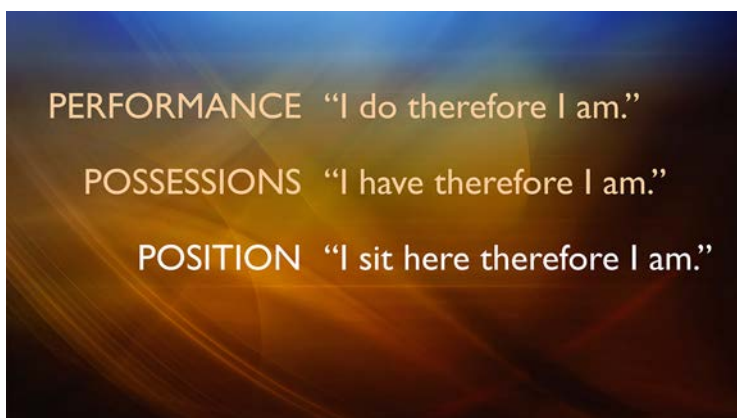 PERFORMANCE “I do therefore I am.”
POSSESSIONS “I have therefore I am.”
POSITION “I sit here therefore I am.”